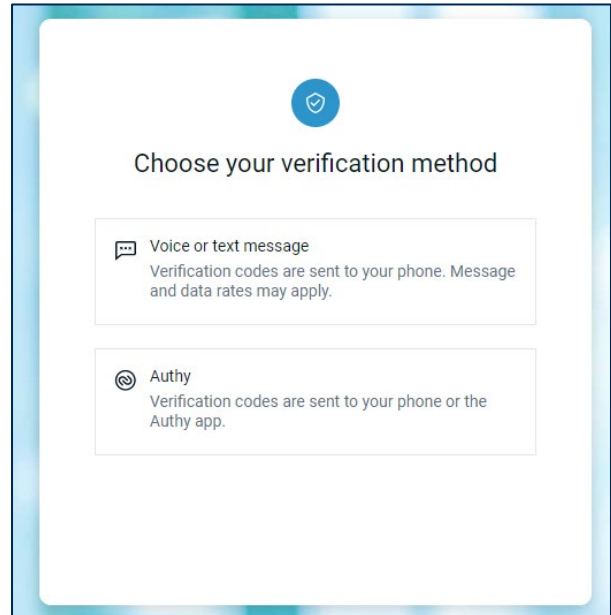 Choose your verification method
Voice or text message
Verification codes are sent to your phone. Message
and data rates may apply.
Authy
Verification codes are sent to your phone or the
Authy app.